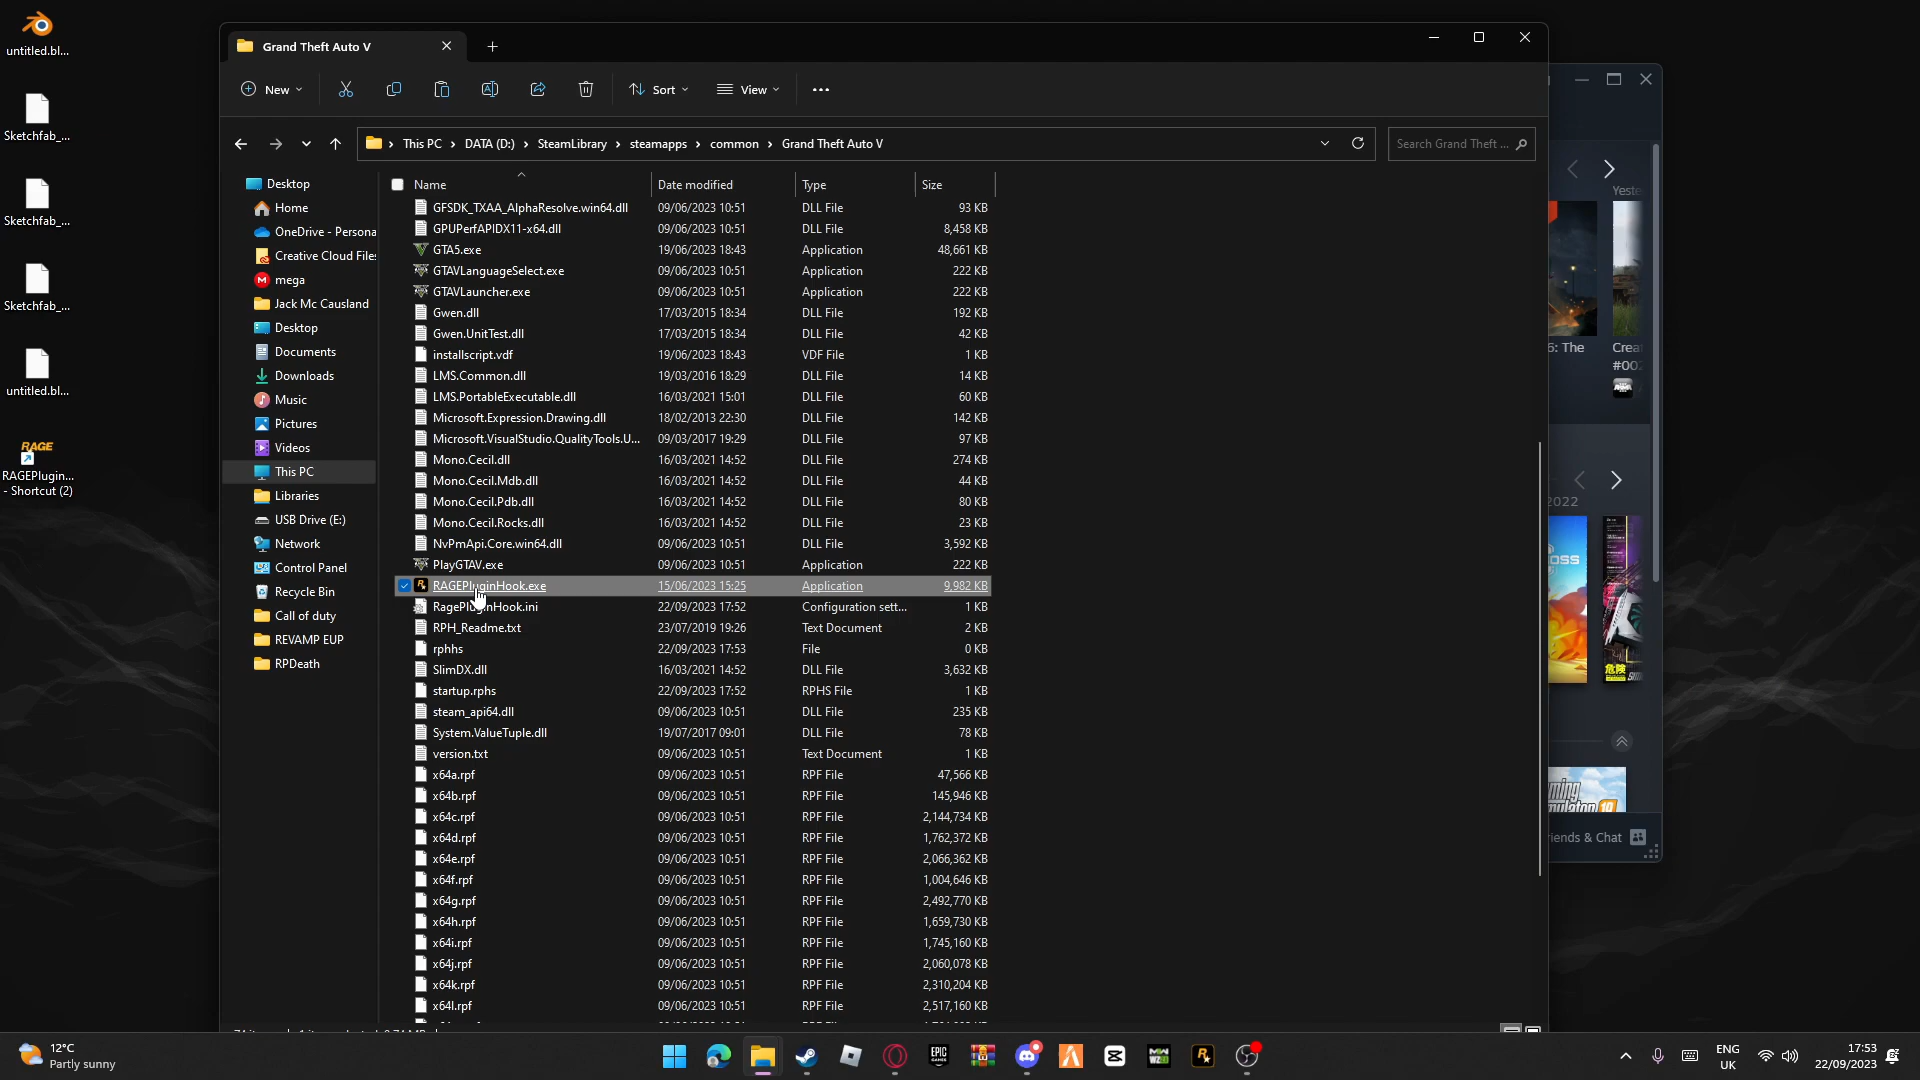 untitled.bl...
Sketchfab_...
Sketchfab_...
Sketchfab_...
untitled.bl...
RAGE
RAGEPlugin...
- Shortcut (2)
Grand Theft Auto V
New
Sort
View
This PC > DATA (D:) > SteamLibrary > steamapps > common > Grand Theft Auto V
Search Grand Theft ...
Desktop
Home
OneDrive - Persona
Creative Cloud Files
mega
Jack Mc Causland
Desktop
Documents
Downloads
Music
Pictures
Videos
This PC
Libraries
USB Drive (E:)
Network
Control Panel
Recycle Bin
Call of duty
REVAMP EUP
RPDeath
Name Date modified Type Size
GFSDK_TXAA_AlphaResolve.win64.dll 09/06/2023 10:51 DLL File 93 KB
GPUPerfAPIDX11-x64.dll 09/06/2023 10:51 DLL File 8,458 KB
GTA5.exe 19/06/2023 18:43 Application 48,661 KB
GTAVLanguageSelect.exe 09/06/2023 10:51 Application 222 KB
GTAVLauncher.exe 09/06/2023 10:51 Application 222 KB
Gwen.dll 17/03/2015 18:34 DLL File 192 KB
Gwen.UnitTest.dll 17/03/2015 18:34 DLL File 42 KB
installscript.vdf 19/06/2023 18:43 VDF File 1 KB
LMS.Common.dll 19/03/2016 18:29 DLL File 14 KB
LMS.PortableExecutable.dll 16/03/2021 15:01 DLL File 60 KB
Microsoft.Expression.Drawing.dll 18/02/2013 22:30 DLL File 142 KB
Microsoft.VisualStudio.QualityTools.U... 09/03/2017 19:29 DLL File 97 KB
Mono.Cecil.dll 16/03/2021 14:52 DLL File 274 KB
Mono.Cecil.Mdb.dll 16/03/2021 14:52 DLL File 44 KB
Mono.Cecil.Pdb.dll 16/03/2021 14:52 DLL File 80 KB
Mono.Cecil.Rocks.dll 16/03/2021 14:52 DLL File 23 KB
NvPmApi.Core.win64.dll 09/06/2023 10:51 DLL File 3,592 KB
PlayGTAV.exe 09/06/2023 10:51 Application 222 KB
RAGEPluginHook.exe 15/06/2023 15:25 Application 9,982 KB
RagePluginHook.ini 22/09/2023 17:52 Configuration sett... 1 KB
RPH_Readme.txt 23/07/2019 19:26 Text Document 2 KB
rphhs 22/09/2023 17:53 File 0 KB
SlimDX.dll 16/03/2021 14:52 DLL File 3,632 KB
startup.rphs 22/09/2023 17:52 RPHS File 1 KB
steam_api64.dll 09/06/2023 10:51 DLL File 235 KB
System.ValueTuple.dll 19/07/2017 09:01 DLL File 78 KB
version.txt 09/06/2023 10:51 Text Document 1 KB
x64a.rpf 09/06/2023 10:51 RPF File 47,566 KB
x64b.rpf 09/06/2023 10:51 RPF File 145,946 KB
x64c.rpf 09/06/2023 10:51 RPF File 2,144,734 KB
x64d.rpf 09/06/2023 10:51 RPF File 1,762,372 KB
x64e.rpf 09/06/2023 10:51 RPF File 2,066,362 KB
x64f.rpf 09/06/2023 10:51 RPF File 1,004,646 KB
x64g.rpf 09/06/2023 10:51 RPF File 2,492,770 KB
x64h.rpf 09/06/2023 10:51 RPF File 1,659,730 KB
x64i.rpf 09/06/2023 10:51 RPF File 1,745,160 KB
x64j.rpf 09/06/2023 10:51 RPF File 2,060,078 KB
x64k.rpf 09/06/2023 10:51 RPF File 2,310,204 KB
x64l.rpf 09/06/2023 10:51 RPF File 2,517,160 KB
Yeste
6: The
Crea
#002
2022
OSS
危険
ming
mulator 19
iends & Chat
12°C
Partly sunny
EPIC
GAMES
ENG
UK
17:53
22/09/2023